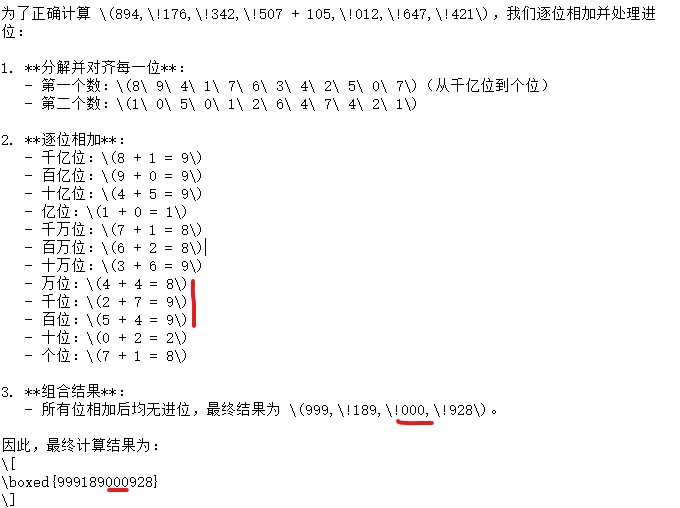 为了正确计算 \(894,\!176,\!342,\!507 + 105,\!012,\!647,\!421\)，我们逐位相加并处理进
位：
1. **分解并对齐每一位**：
- 第一个数：\(8\ 9\ 4\ 1\ 7\ 6\ 3\ 4\ 2\ 5\ 0\ 7\)（从千亿位到个位）
- 第二个数：\(1\ 0\ 5\ 0\ 1\ 2\ 6\ 4\ 7\ 4\ 2\ 1\)
2. **逐位相加**：
- 千亿位：\(8 + 1 = 9\)
- 百亿位：\(9 + 0 = 9\)
- 十亿位：\(4 + 5 = 9\)
- 亿位：\(1 + 0 = 1\)
- 千万位：\(7 + 1 = 8\)
- 百万位：\(6 + 2 = 8\)
- 十万位：\(3 + 6 = 9\)
- 万位：\(4 + 4 = 8\)
- 千位：\(2 + 7 = 9\)
- 百位：\(5 + 4 = 9\)
- 十位：\(0 + 2 = 2\)
- 个位：\(7 + 1 = 8\)
3. **组合结果**：
- 所有位相加后均无进位，最终结果为 \(999,\!189,\!000,\!928\)。
因此，最终计算结果为：
\[
\boxed{999189000928}
\]